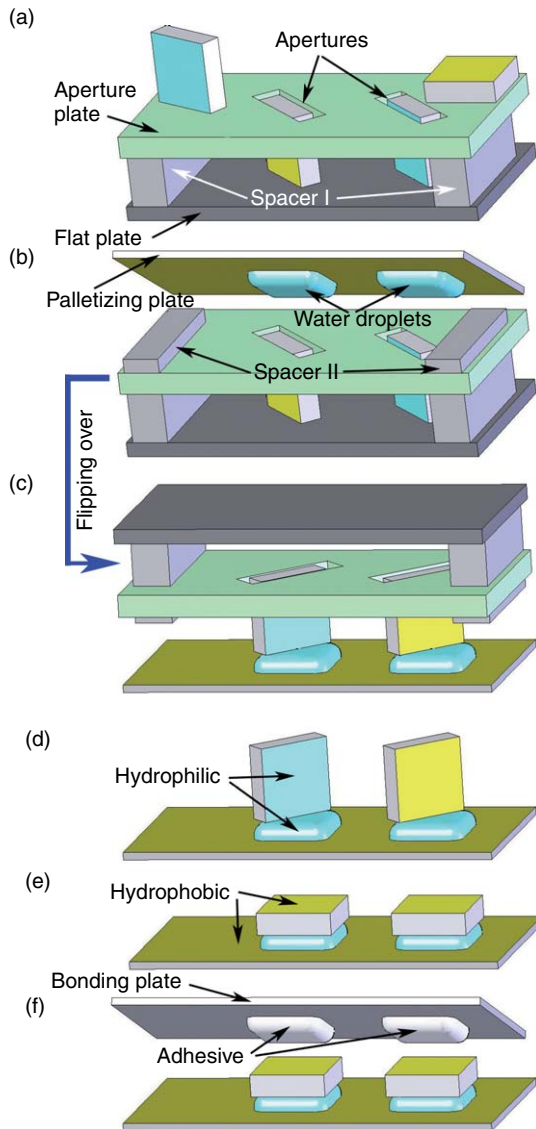 (a)
Apertures
Aperture
plate
Spacer I
Flat plate
(b)
Palletizing plate
Water droplets
Spacer II
Flipping over
(c)
(d)
Hydrophilic
(e)
Hydrophobic
Bonding plate
(f)
Adhesive